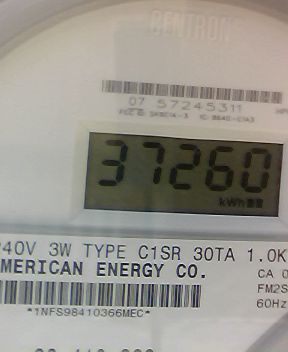 CENTRON
07 57245311
37260
kWh
240V 3W TYPE C1SR 30TA 1.0K
AMERICAN ENERGY CO.
CA 0
FM2S
60Hz
*1NFS98410366MEC*